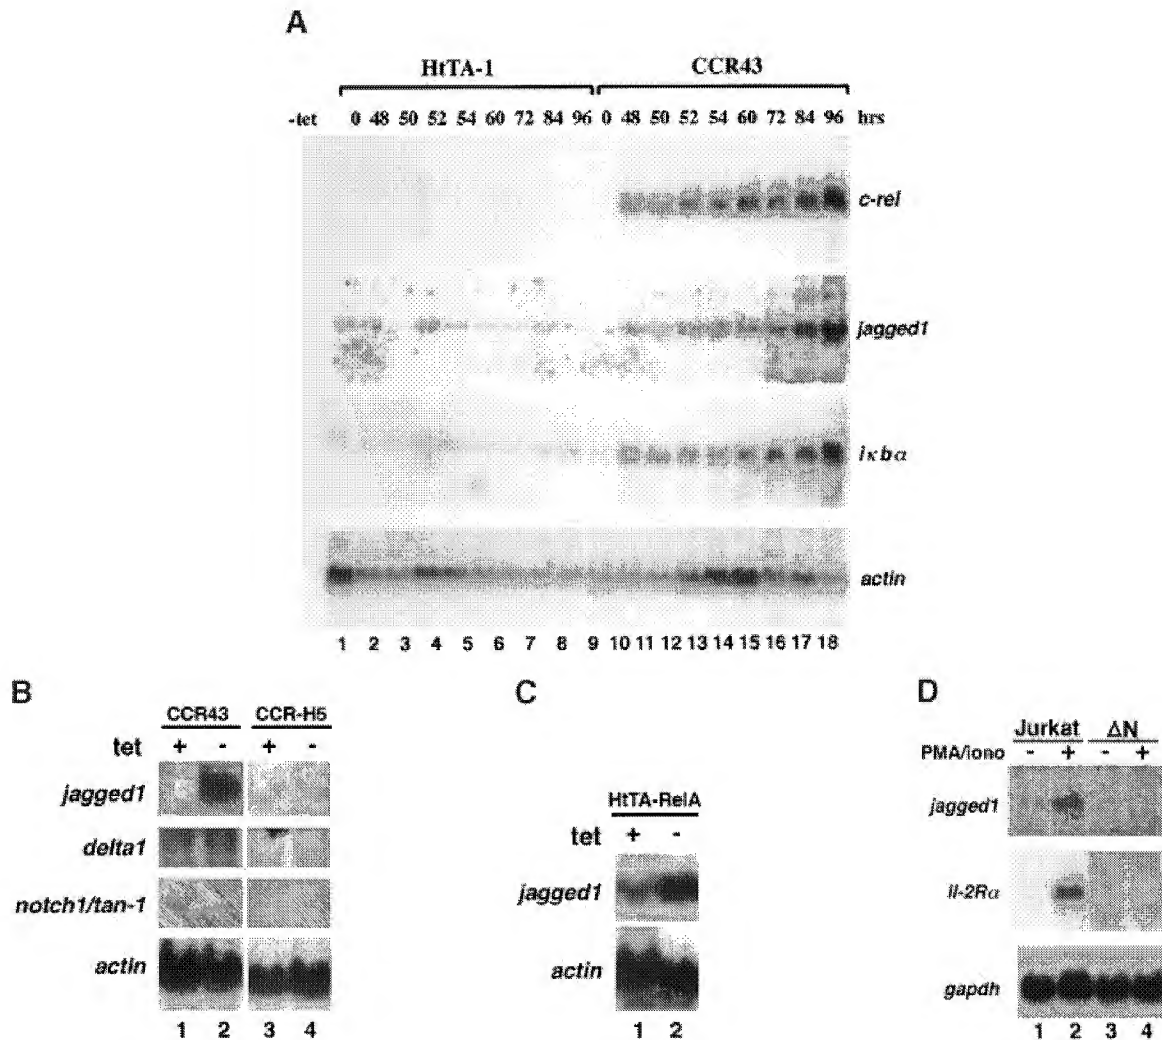 A
HtTA-1 CCR43
-tet 0 48 50 52 54 60 72 84 96 0 48 50 52 54 60 72 84 96 hrs
c-rel
jagged1
iκbα
actin
1 2 3 4 5 6 7 8 9 10 11 12 13 14 15 16 17 18
B
CCR43 CCR-H5
tet + - + -
jagged1
delta1
notch1/tan-1
actin
1 2 3 4
C
HtTA-RelA
tet + -
jagged1
actin
1 2
D
Jurkat ΔN
PMA/iono - + - +
jagged1
il-2Rα
gapdh
1 2 3 4